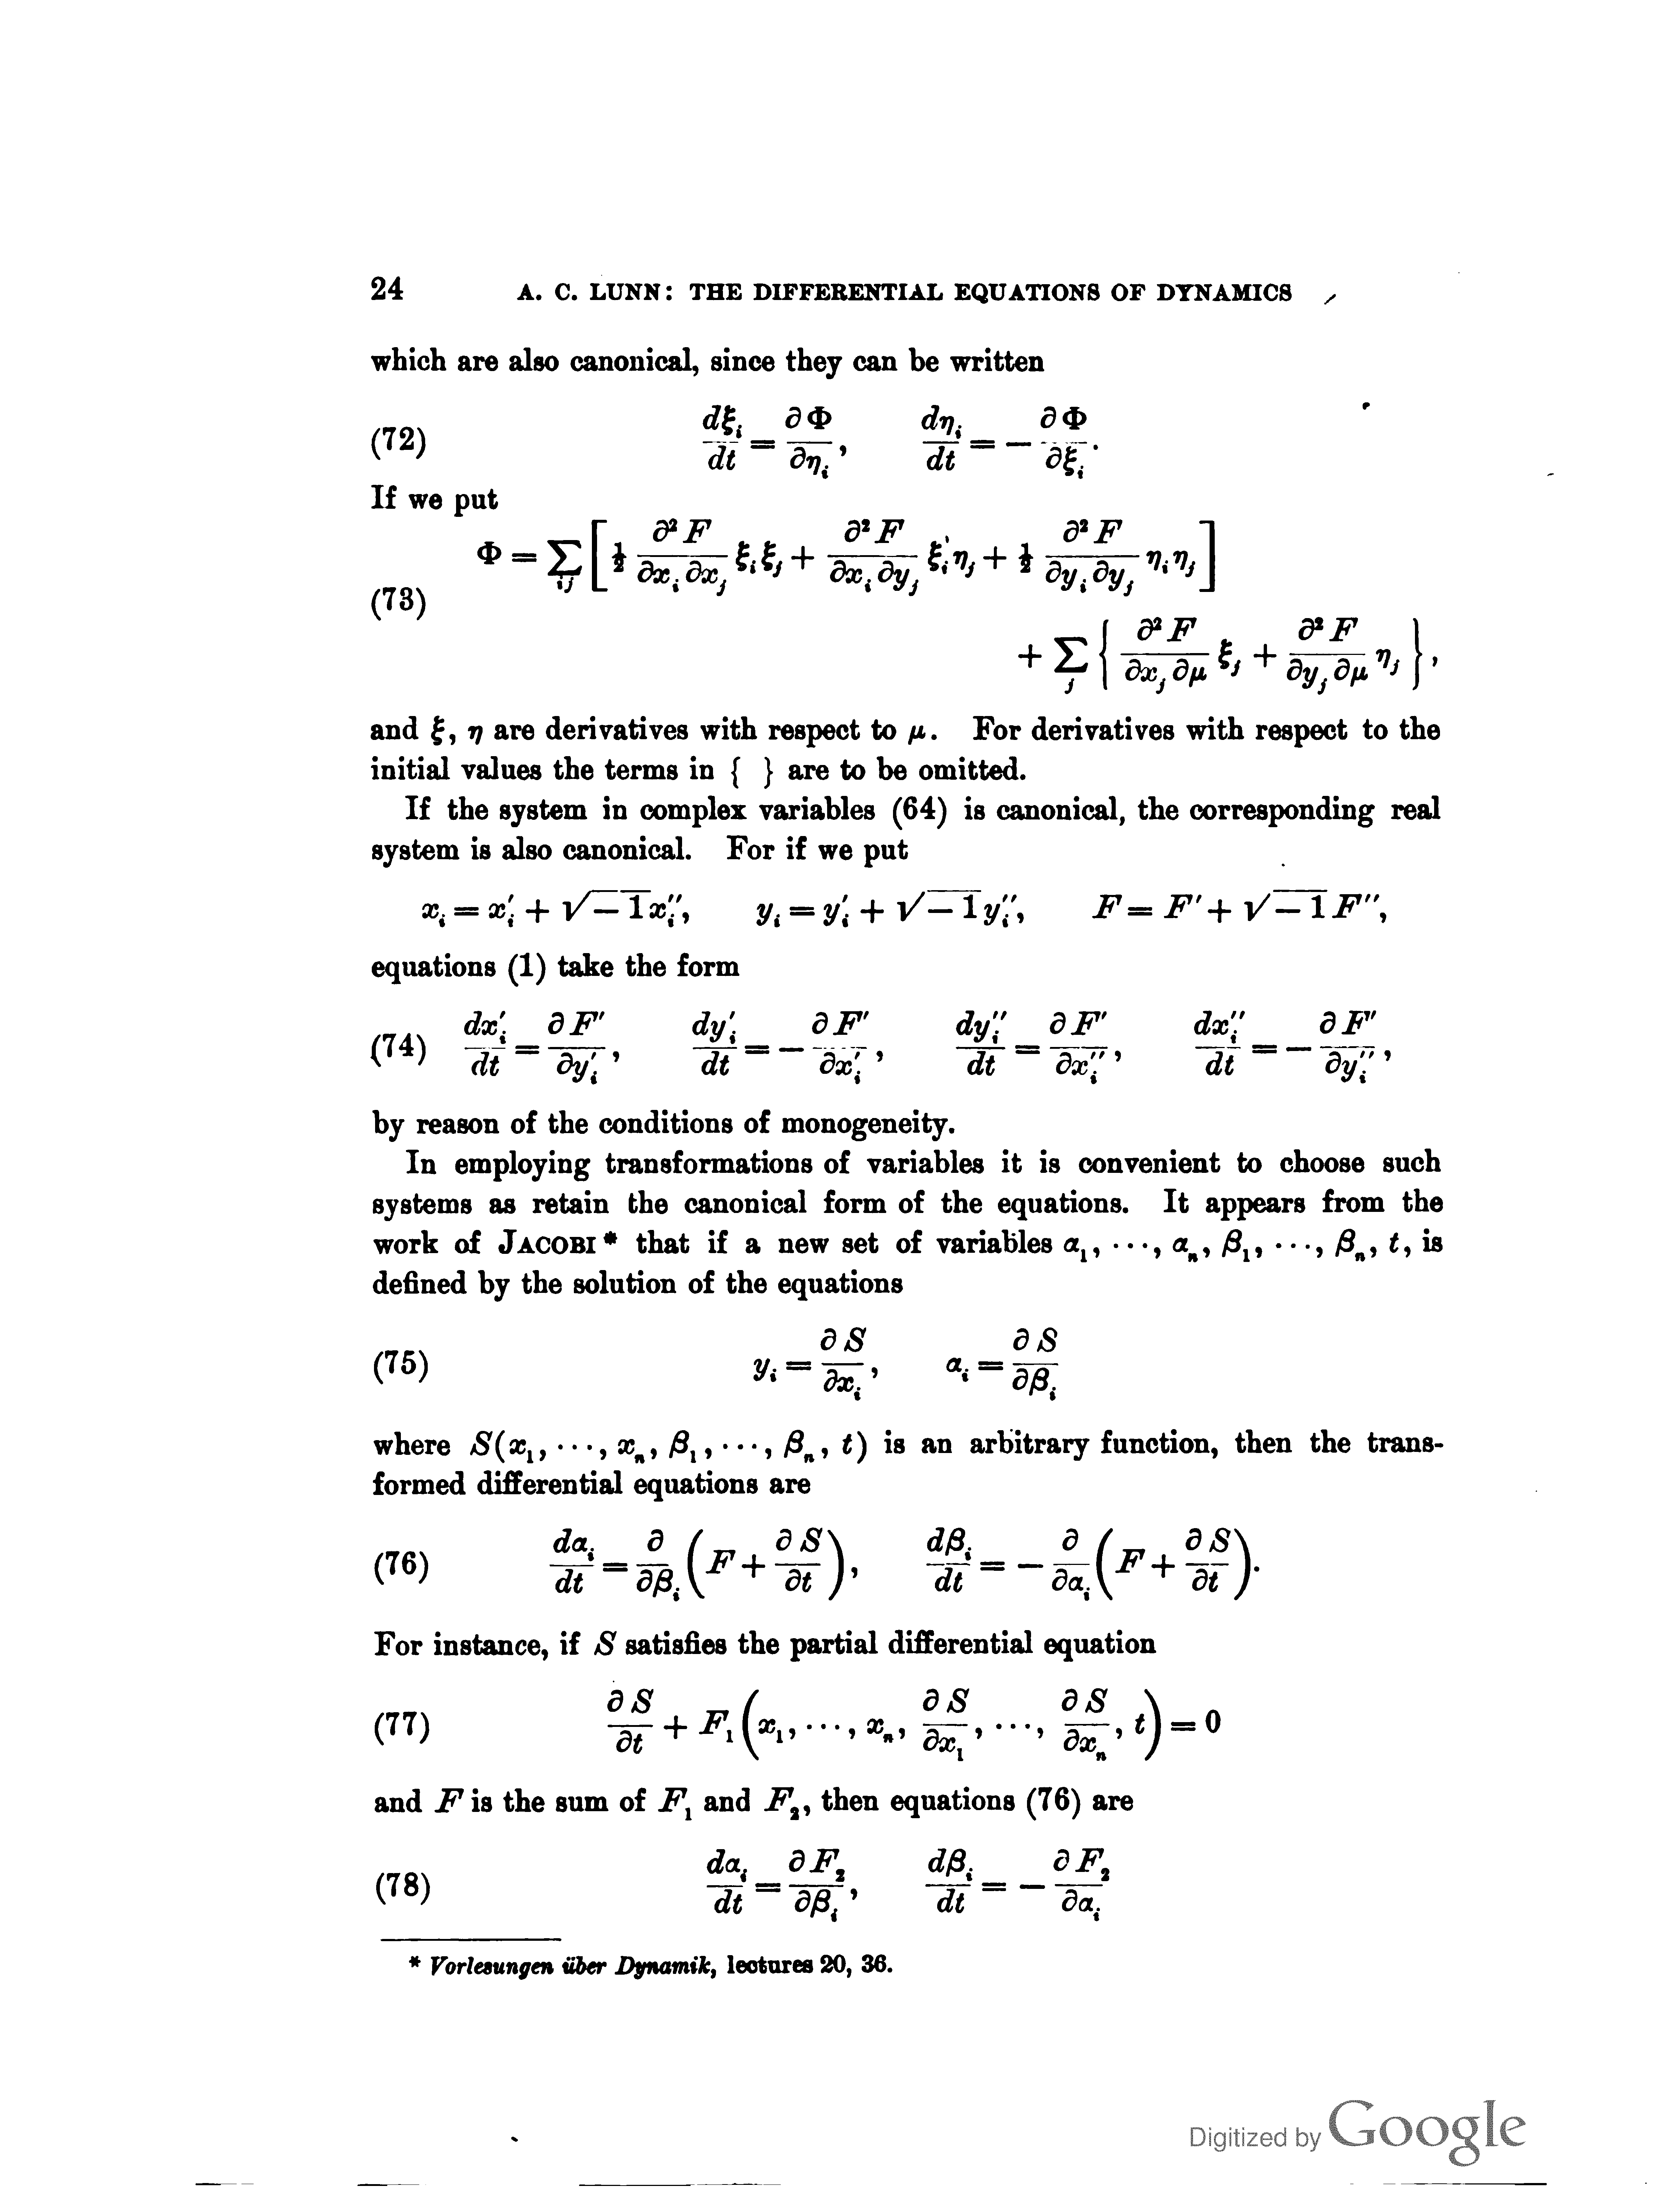 24 A. C. LUNN: THE DIFFERENTIAL EQUATIONS OF DYNAMICS
which are also canonical, since they can be written
(72) $\frac{d\xi_i}{dt} = \frac{\partial \Phi}{\partial \eta_i}, \quad \frac{d\eta_i}{dt} = -\frac{\partial \Phi}{\partial \xi_i}.$
If we put
$\Phi = \sum_{ij} \left[ \frac{1}{2} \frac{\partial^2 F}{\partial x_i \partial x_j} \xi_i \xi_j + \frac{\partial^2 F}{\partial x_i \partial y_j} \xi_i \eta_j + \frac{1}{2} \frac{\partial^2 F}{\partial y_i \partial y_j} \eta_i \eta_j \right]$
(73)
$+ \sum_j \left\{ \frac{\partial^2 F}{\partial x_j \partial \mu} \xi_j + \frac{\partial^2 F}{\partial y_j \partial \mu} \eta_j \right\},$
and ξ, η are derivatives with respect to μ. For derivatives with respect to the
initial values the terms in { } are to be omitted.
If the system in complex variables (64) is canonical, the corresponding real
system is also canonical. For if we put
$x_i = x_i' + \sqrt{-1} x_i'', \quad y_i = y_i' + \sqrt{-1} y_i'', \quad F = F' + \sqrt{-1} F'',$
equations (1) take the form
(74) $\frac{dx_i'}{dt} = \frac{\partial F'}{\partial y_i'}, \quad \frac{dy_i'}{dt} = -\frac{\partial F'}{\partial x_i'}, \quad \frac{dy_i''}{dt} = \frac{\partial F'}{\partial x_i''}, \quad \frac{dx_i''}{dt} = -\frac{\partial F'}{\partial y_i''},$
by reason of the conditions of monogeneity.
In employing transformations of variables it is convenient to choose such
systems as retain the canonical form of the equations. It appears from the
work of JACOBI* that if a new set of variables $\alpha_1, \cdots, \alpha_n, \beta_1, \cdots, \beta_n, t,$ is
defined by the solution of the equations
(75) $y_i = \frac{\partial S}{\partial x_i}, \quad \alpha_i = \frac{\partial S}{\partial \beta_i}$
where $S(x_1, \cdots, x_n, \beta_1, \cdots, \beta_n, t)$ is an arbitrary function, then the trans-
formed differential equations are
(76) $\frac{d\alpha_i}{dt} = \frac{\partial}{\partial \beta_i} \left( F + \frac{\partial S}{\partial t} \right), \quad \frac{d\beta_i}{dt} = -\frac{\partial}{\partial \alpha_i} \left( F + \frac{\partial S}{\partial t} \right).$
For instance, if S satisfies the partial differential equation
(77) $\frac{\partial S}{\partial t} + F_1 \left( x_1, \cdots, x_n, \frac{\partial S}{\partial x_1}, \cdots, \frac{\partial S}{\partial x_n}, t \right) = 0$
and F is the sum of $F_1$ and $F_2$, then equations (76) are
(78) $\frac{d\alpha_i}{dt} = \frac{\partial F_2}{\partial \beta_i}, \quad \frac{d\beta_i}{dt} = -\frac{\partial F_2}{\partial \alpha_i}$
* Vorlesungen über Dynamik, lectures 20, 36.
Digitized by Google